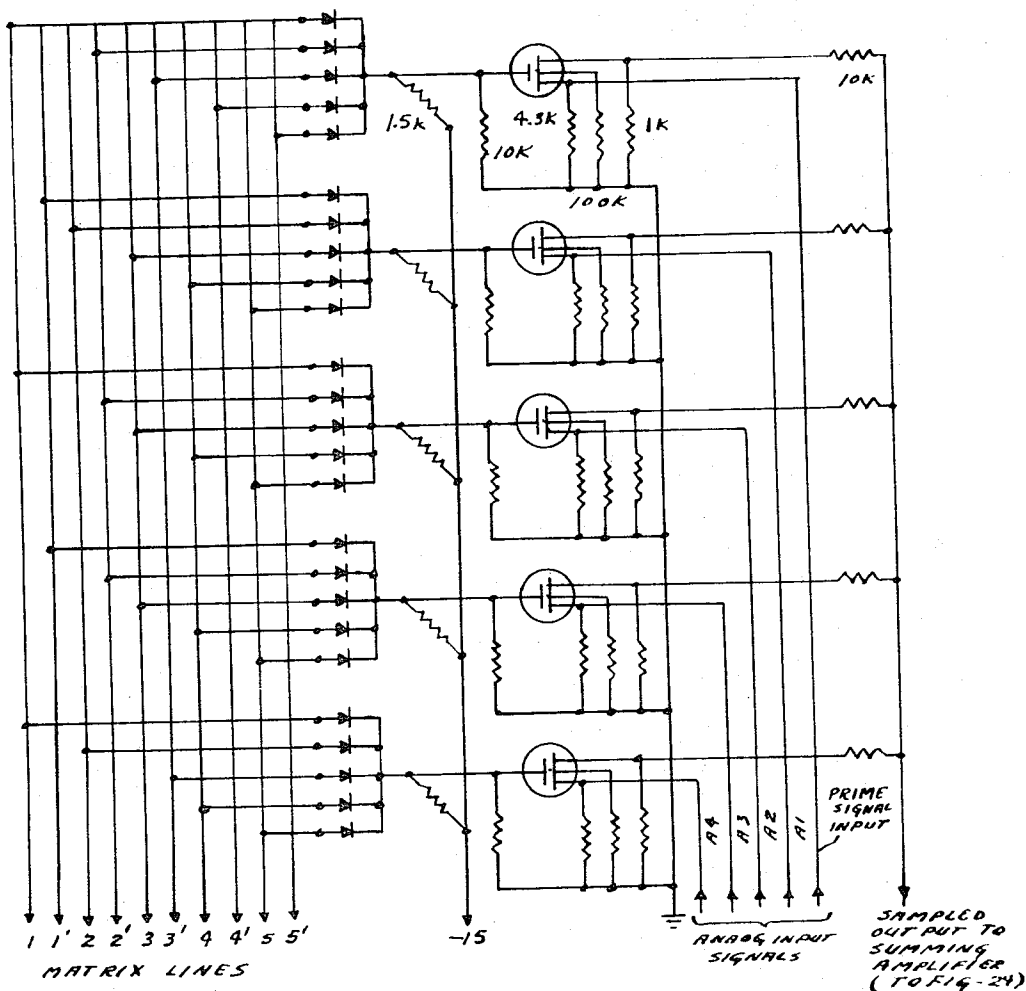 10K
1.5K
4.3K
1K
10K
100K
A4
A3
A2
A1
PRIME
SIGNAL
INPUT
1 1' 2 2' 3 3' 4 4' 5 5'
MATRIX LINES
-15
ANAOG INPUT
SIGNALS
SAMPLED
OUTPUT TO
SUMMING
AMPLIFIER
(TO FIG-24)